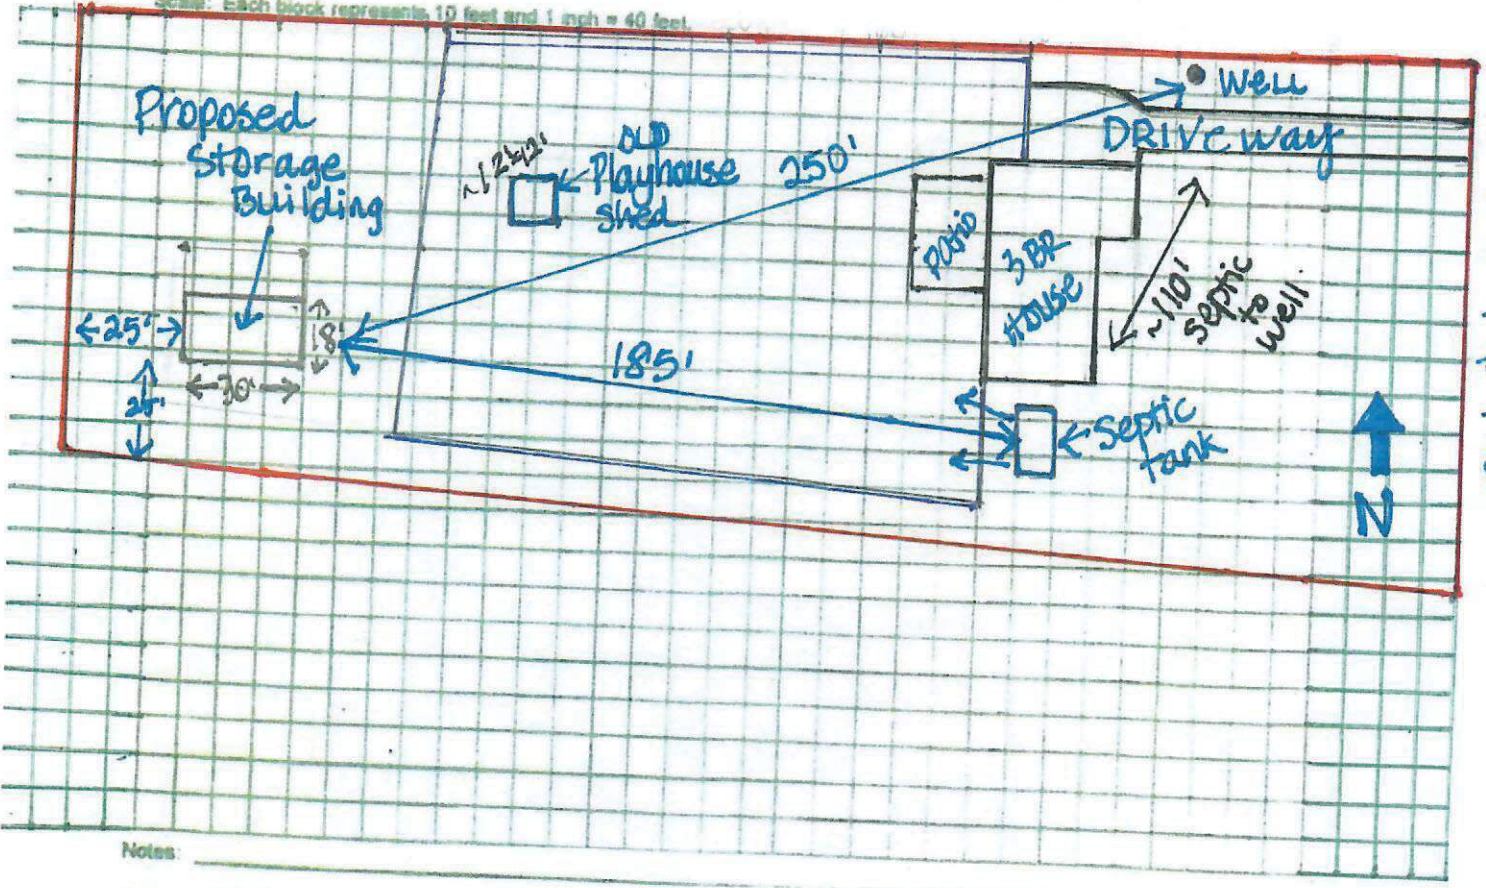 Scale: Each block represents 10 feet and 1 inch = 40 feet.
Well
DRIVEWAY
Proposed
Storage
Building
~12x12'
OLD
Playhouse
shed
250'
Patio
3 BR
HOUSE
~110'
septic
to
well
25'
18'
30'
185'
Septic
tank
N
Notes: